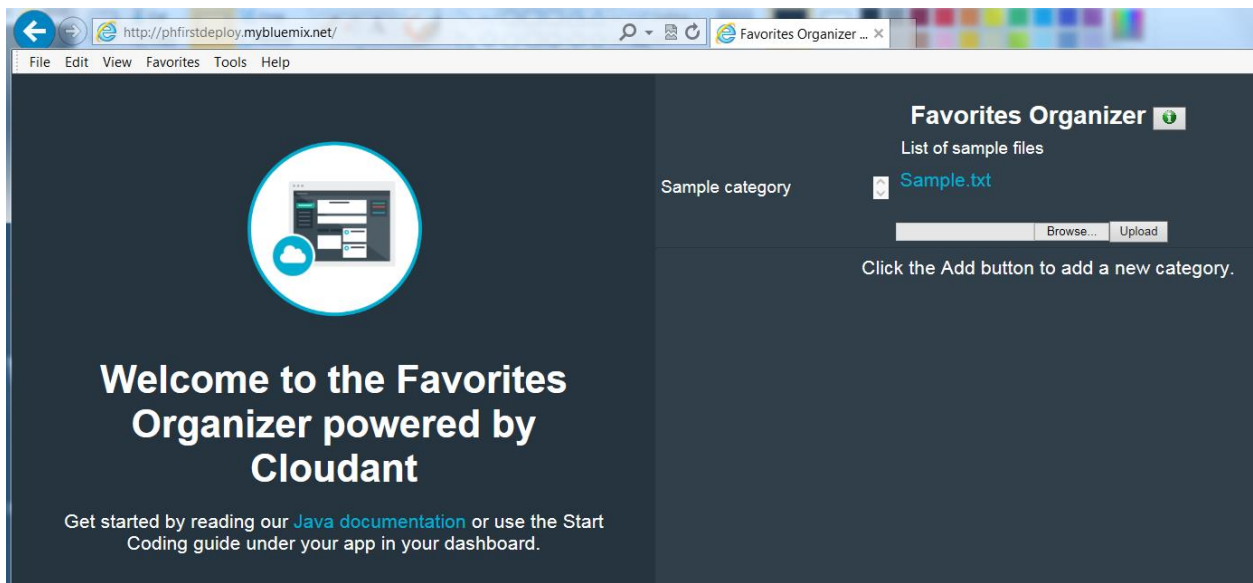 http://phfirstdeploy.mybluemix.net/
Favorites Organizer ...
File Edit View Favorites Tools Help
Welcome to the Favorites
Organizer powered by
Cloudant
Get started by reading our Java documentation or use the Start
Coding guide under your app in your dashboard.
Favorites Organizer
List of sample files
Sample category
Sample.txt
Browse... Upload
Click the Add button to add a new category.